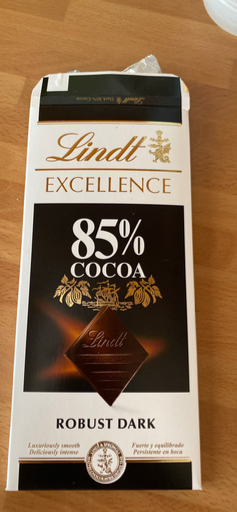 Lindt
EXCELLENCE
85%
COCOA
Lindt
ROBUST DARK
Luxuriously smooth
Deliciously intense
Fuerte y equilibrado
Persistente en boca